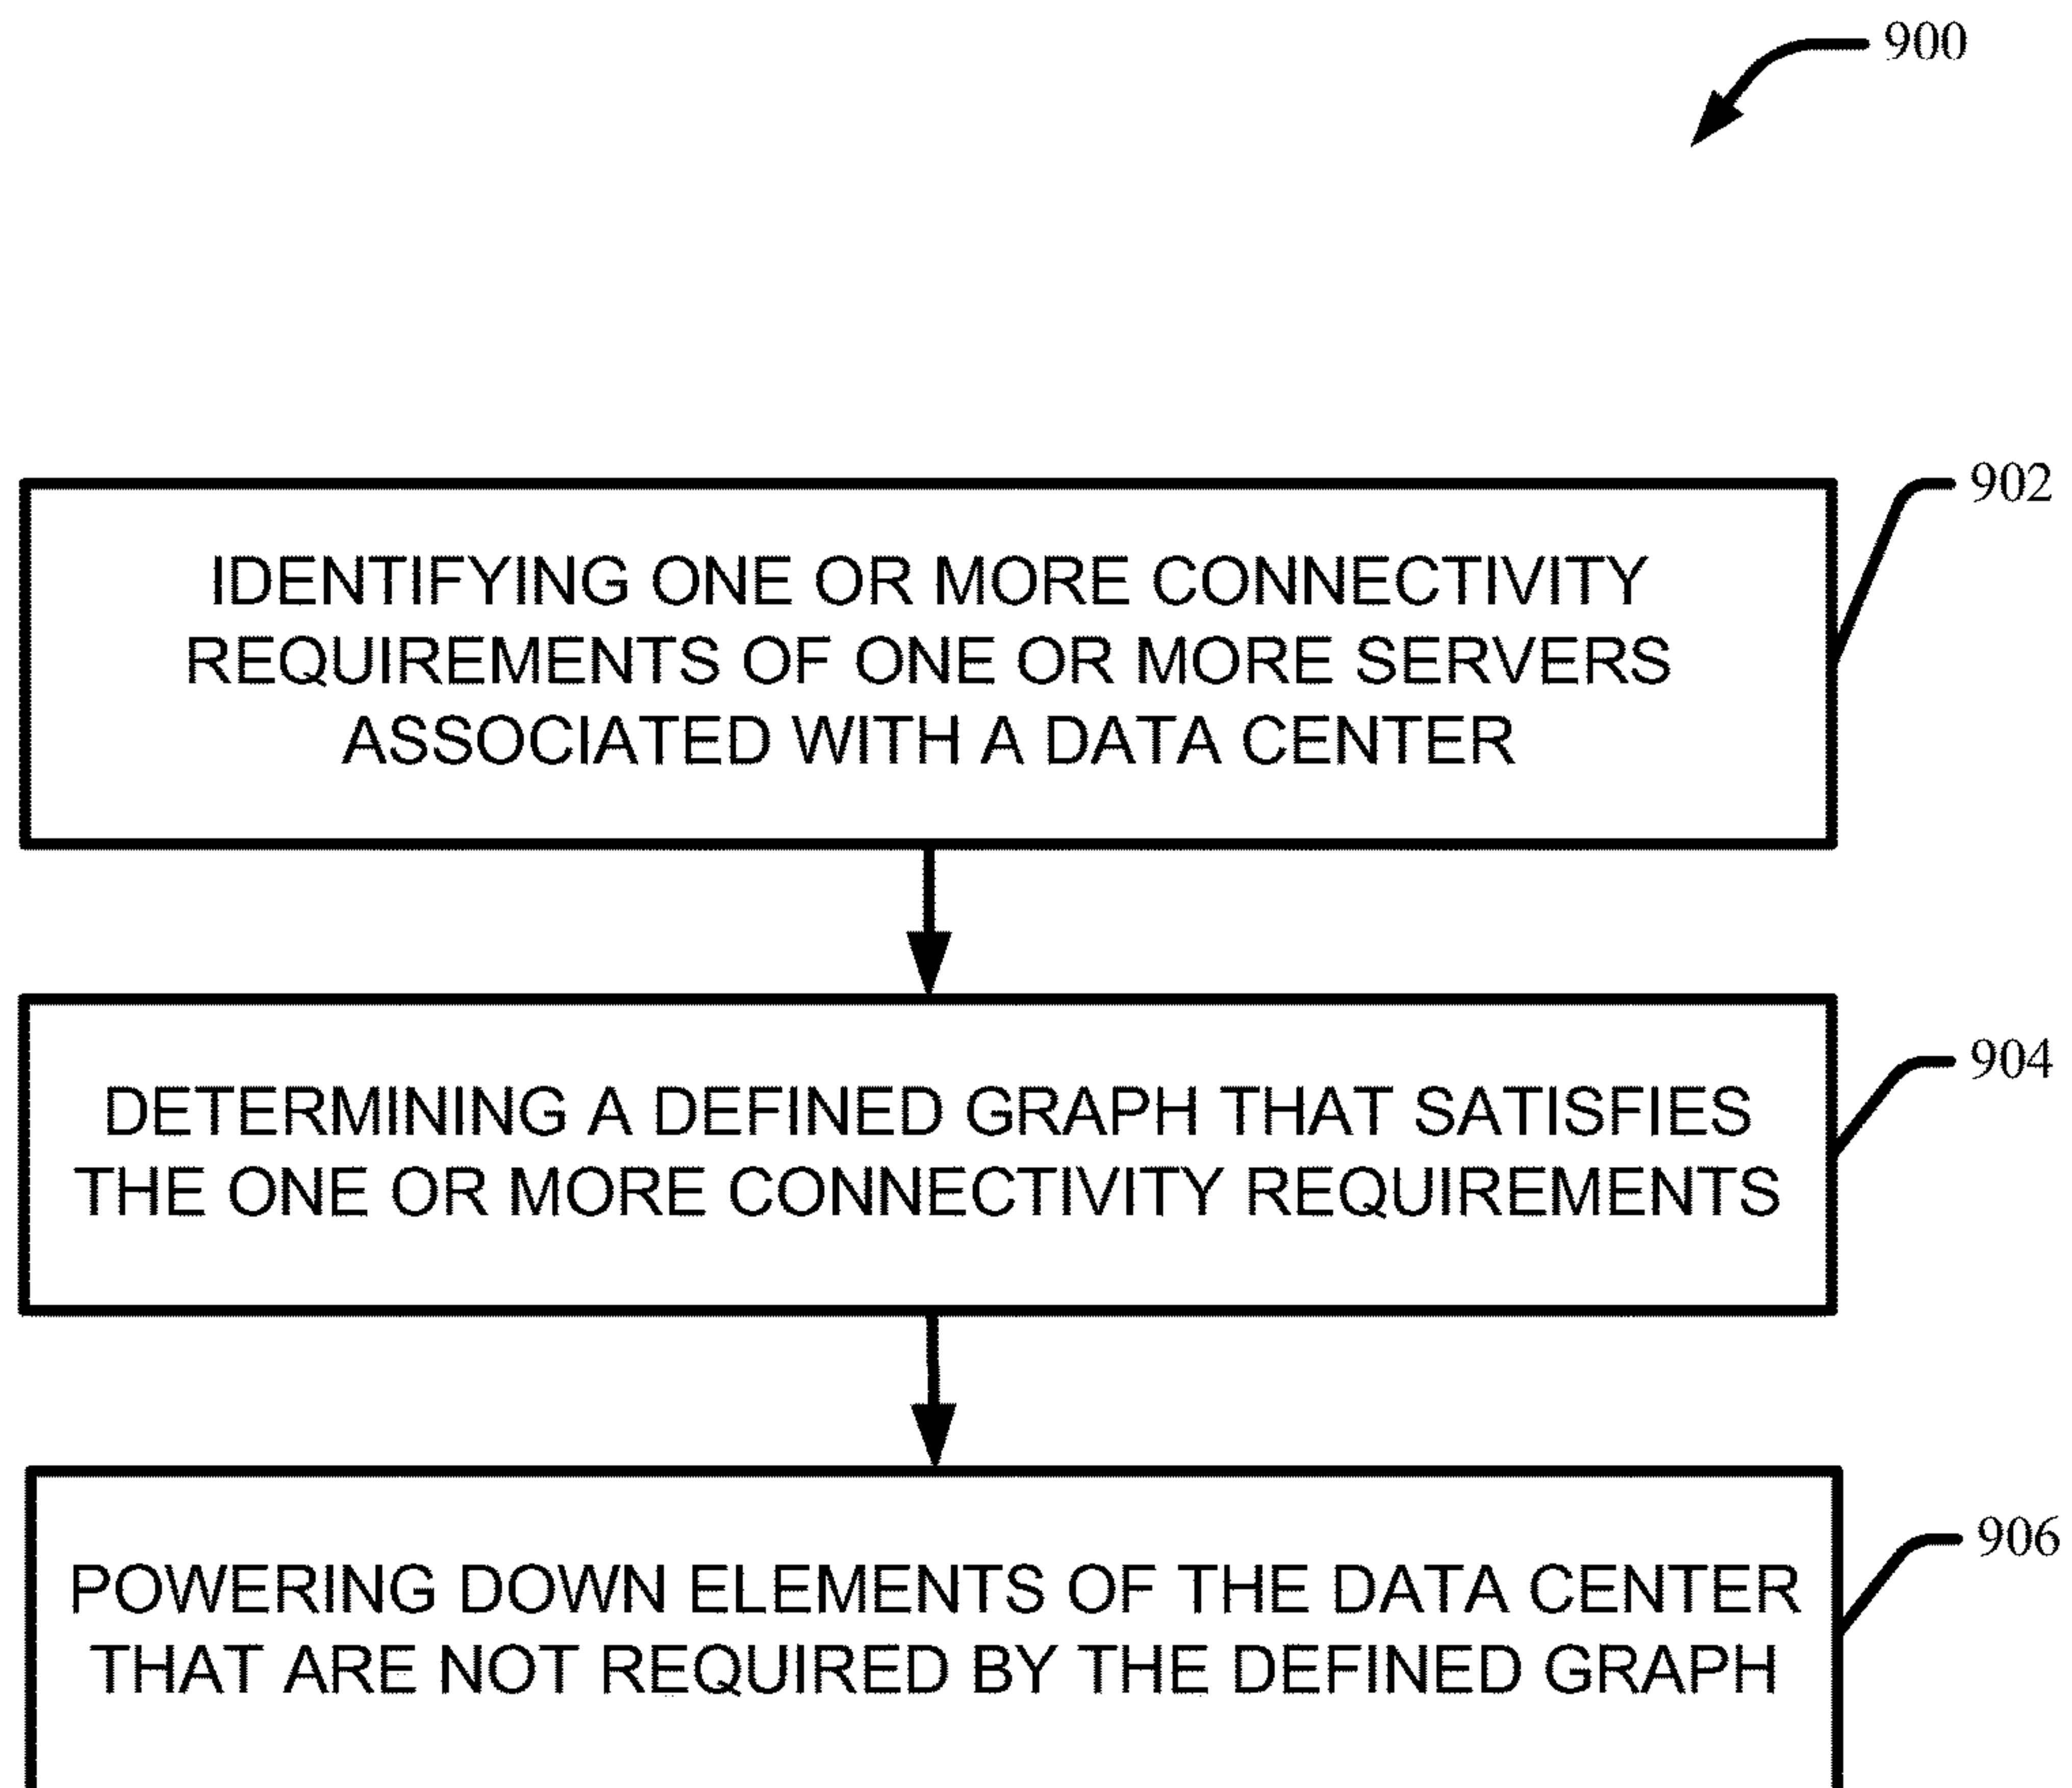 900
902
IDENTIFYING ONE OR MORE CONNECTIVITY
REQUIREMENTS OF ONE OR MORE SERVERS
ASSOCIATED WITH A DATA CENTER
904
DETERMINING A DEFINED GRAPH THAT SATISFIES
THE ONE OR MORE CONNECTIVITY REQUIREMENTS
906
POWERING DOWN ELEMENTS OF THE DATA CENTER
THAT ARE NOT REQUIRED BY THE DEFINED GRAPH